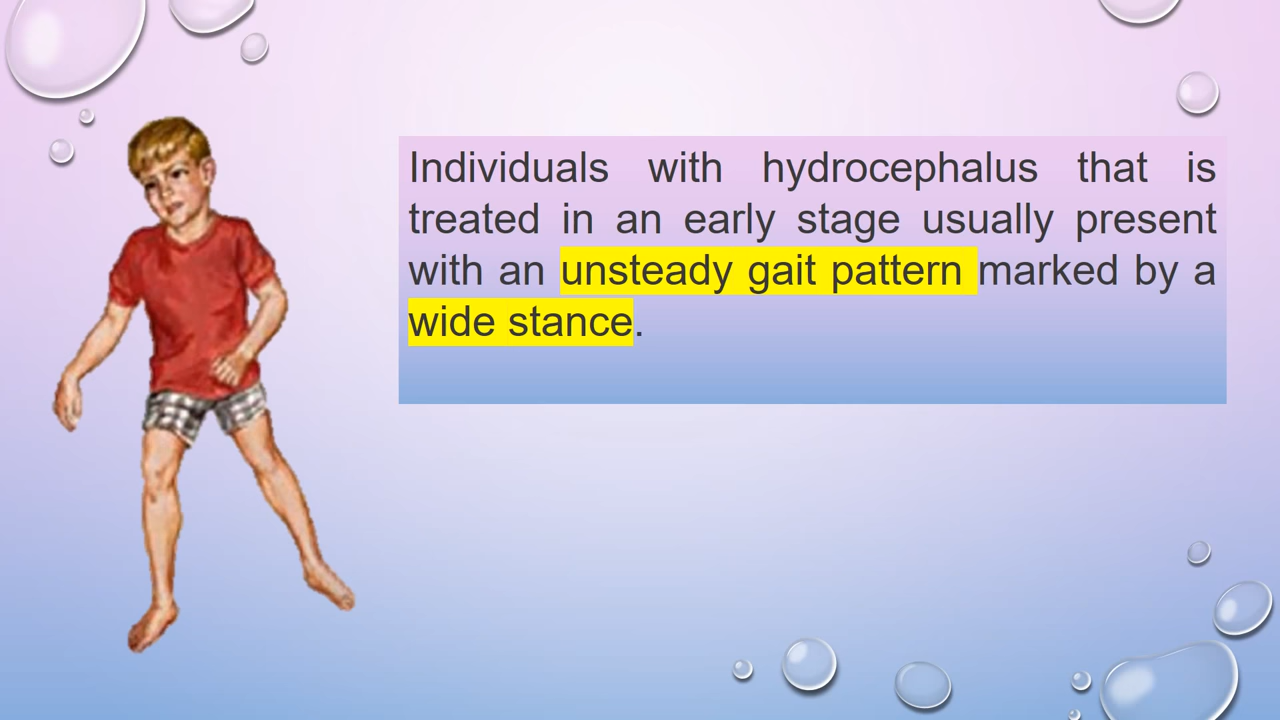 Individuals with hydrocephalus that is
treated in an early stage usually present
with an unsteady gait pattern marked by a
wide stance.